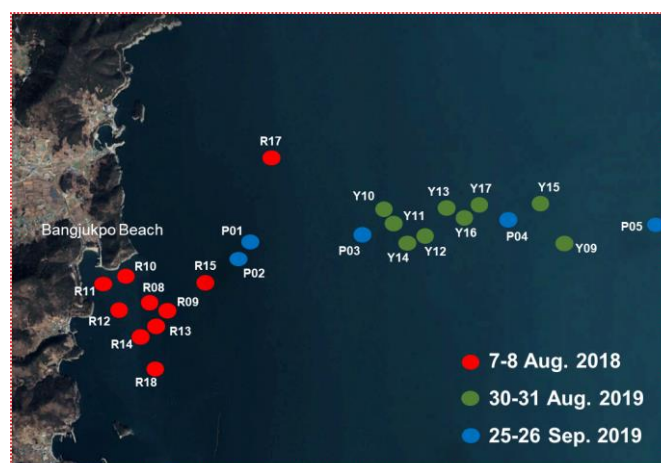 R17
Y10
Y13
Y17
Y15
Y11
Y16
P04
P05
Bangjukpo Beach
P01
P03
Y14
Y12
Y09
P02
R10
R15
R11
R08
R09
R12
R13
R14
R18
7-8 Aug. 2018
30-31 Aug. 2019
25-26 Sep. 2019